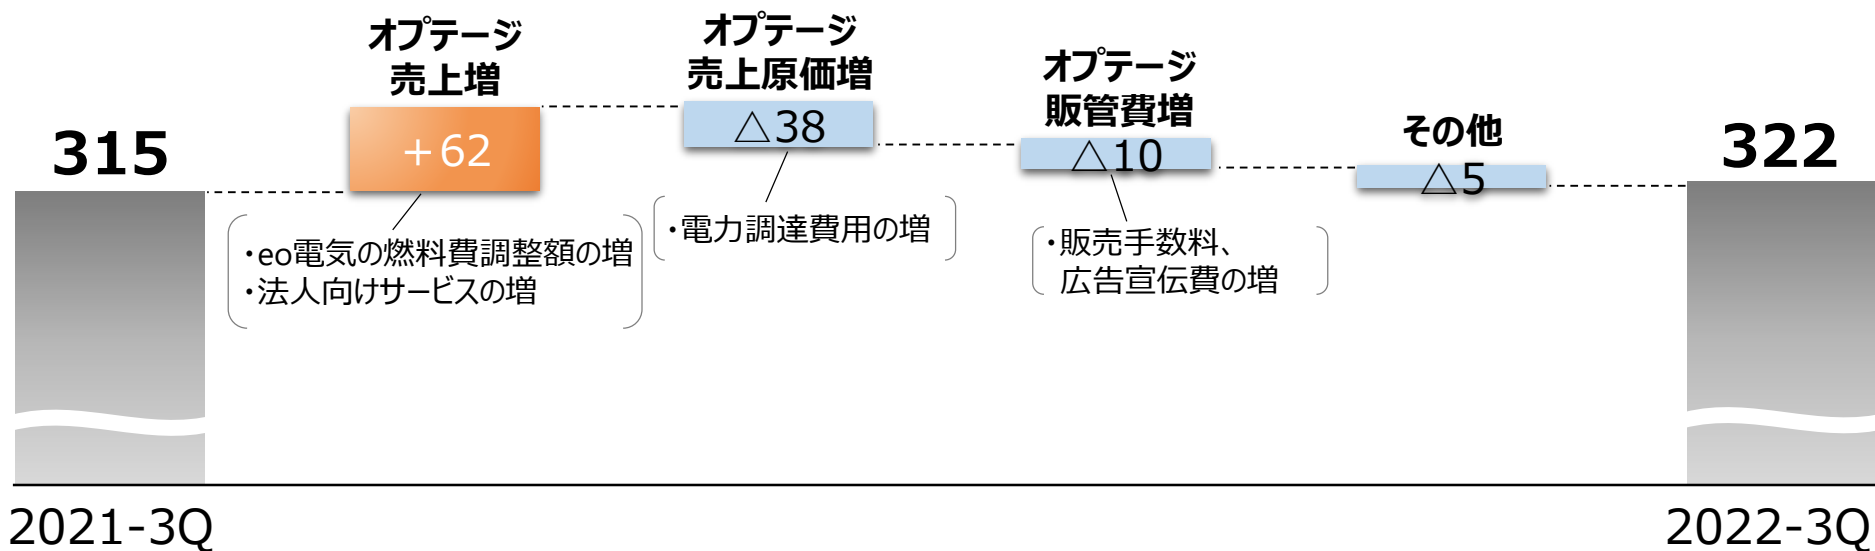 315
オプテージ
売上増
＋62
・eo電気の燃料費調整額の増
・法人向けサービスの増
オプテージ
売上原価増
△38
・電力調達費用の増
オプテージ
販管費増
△10
・販売手数料、
広告宣伝費の増
その他
△5
322
2021-3Q
2022-3Q